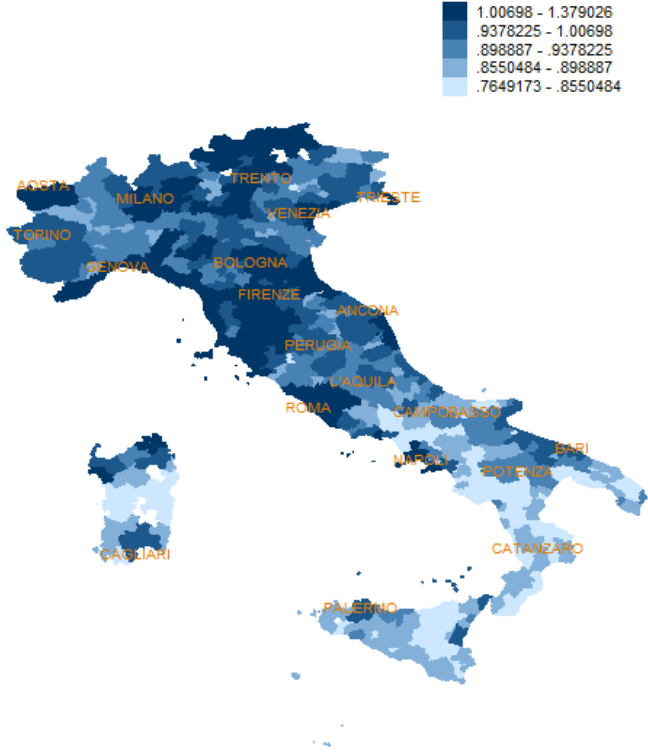 1.00698 - 1.379026
.9378225 - 1.00698
.898887 - .9378225
.8550484 - .898887
.7649173 - .8550484
AOSTA
TRENTO
MILANO
TRIESTE
VENEZIA
TORINO
GENOVA
BOLOGNA
FIRENZE
ANCONA
PERUGIA
L'AQUILA
ROMA
CAMPOBASSO
BARI
NAPOLI
POTENZA
CATANZARO
CAGLIARI
PALERMO